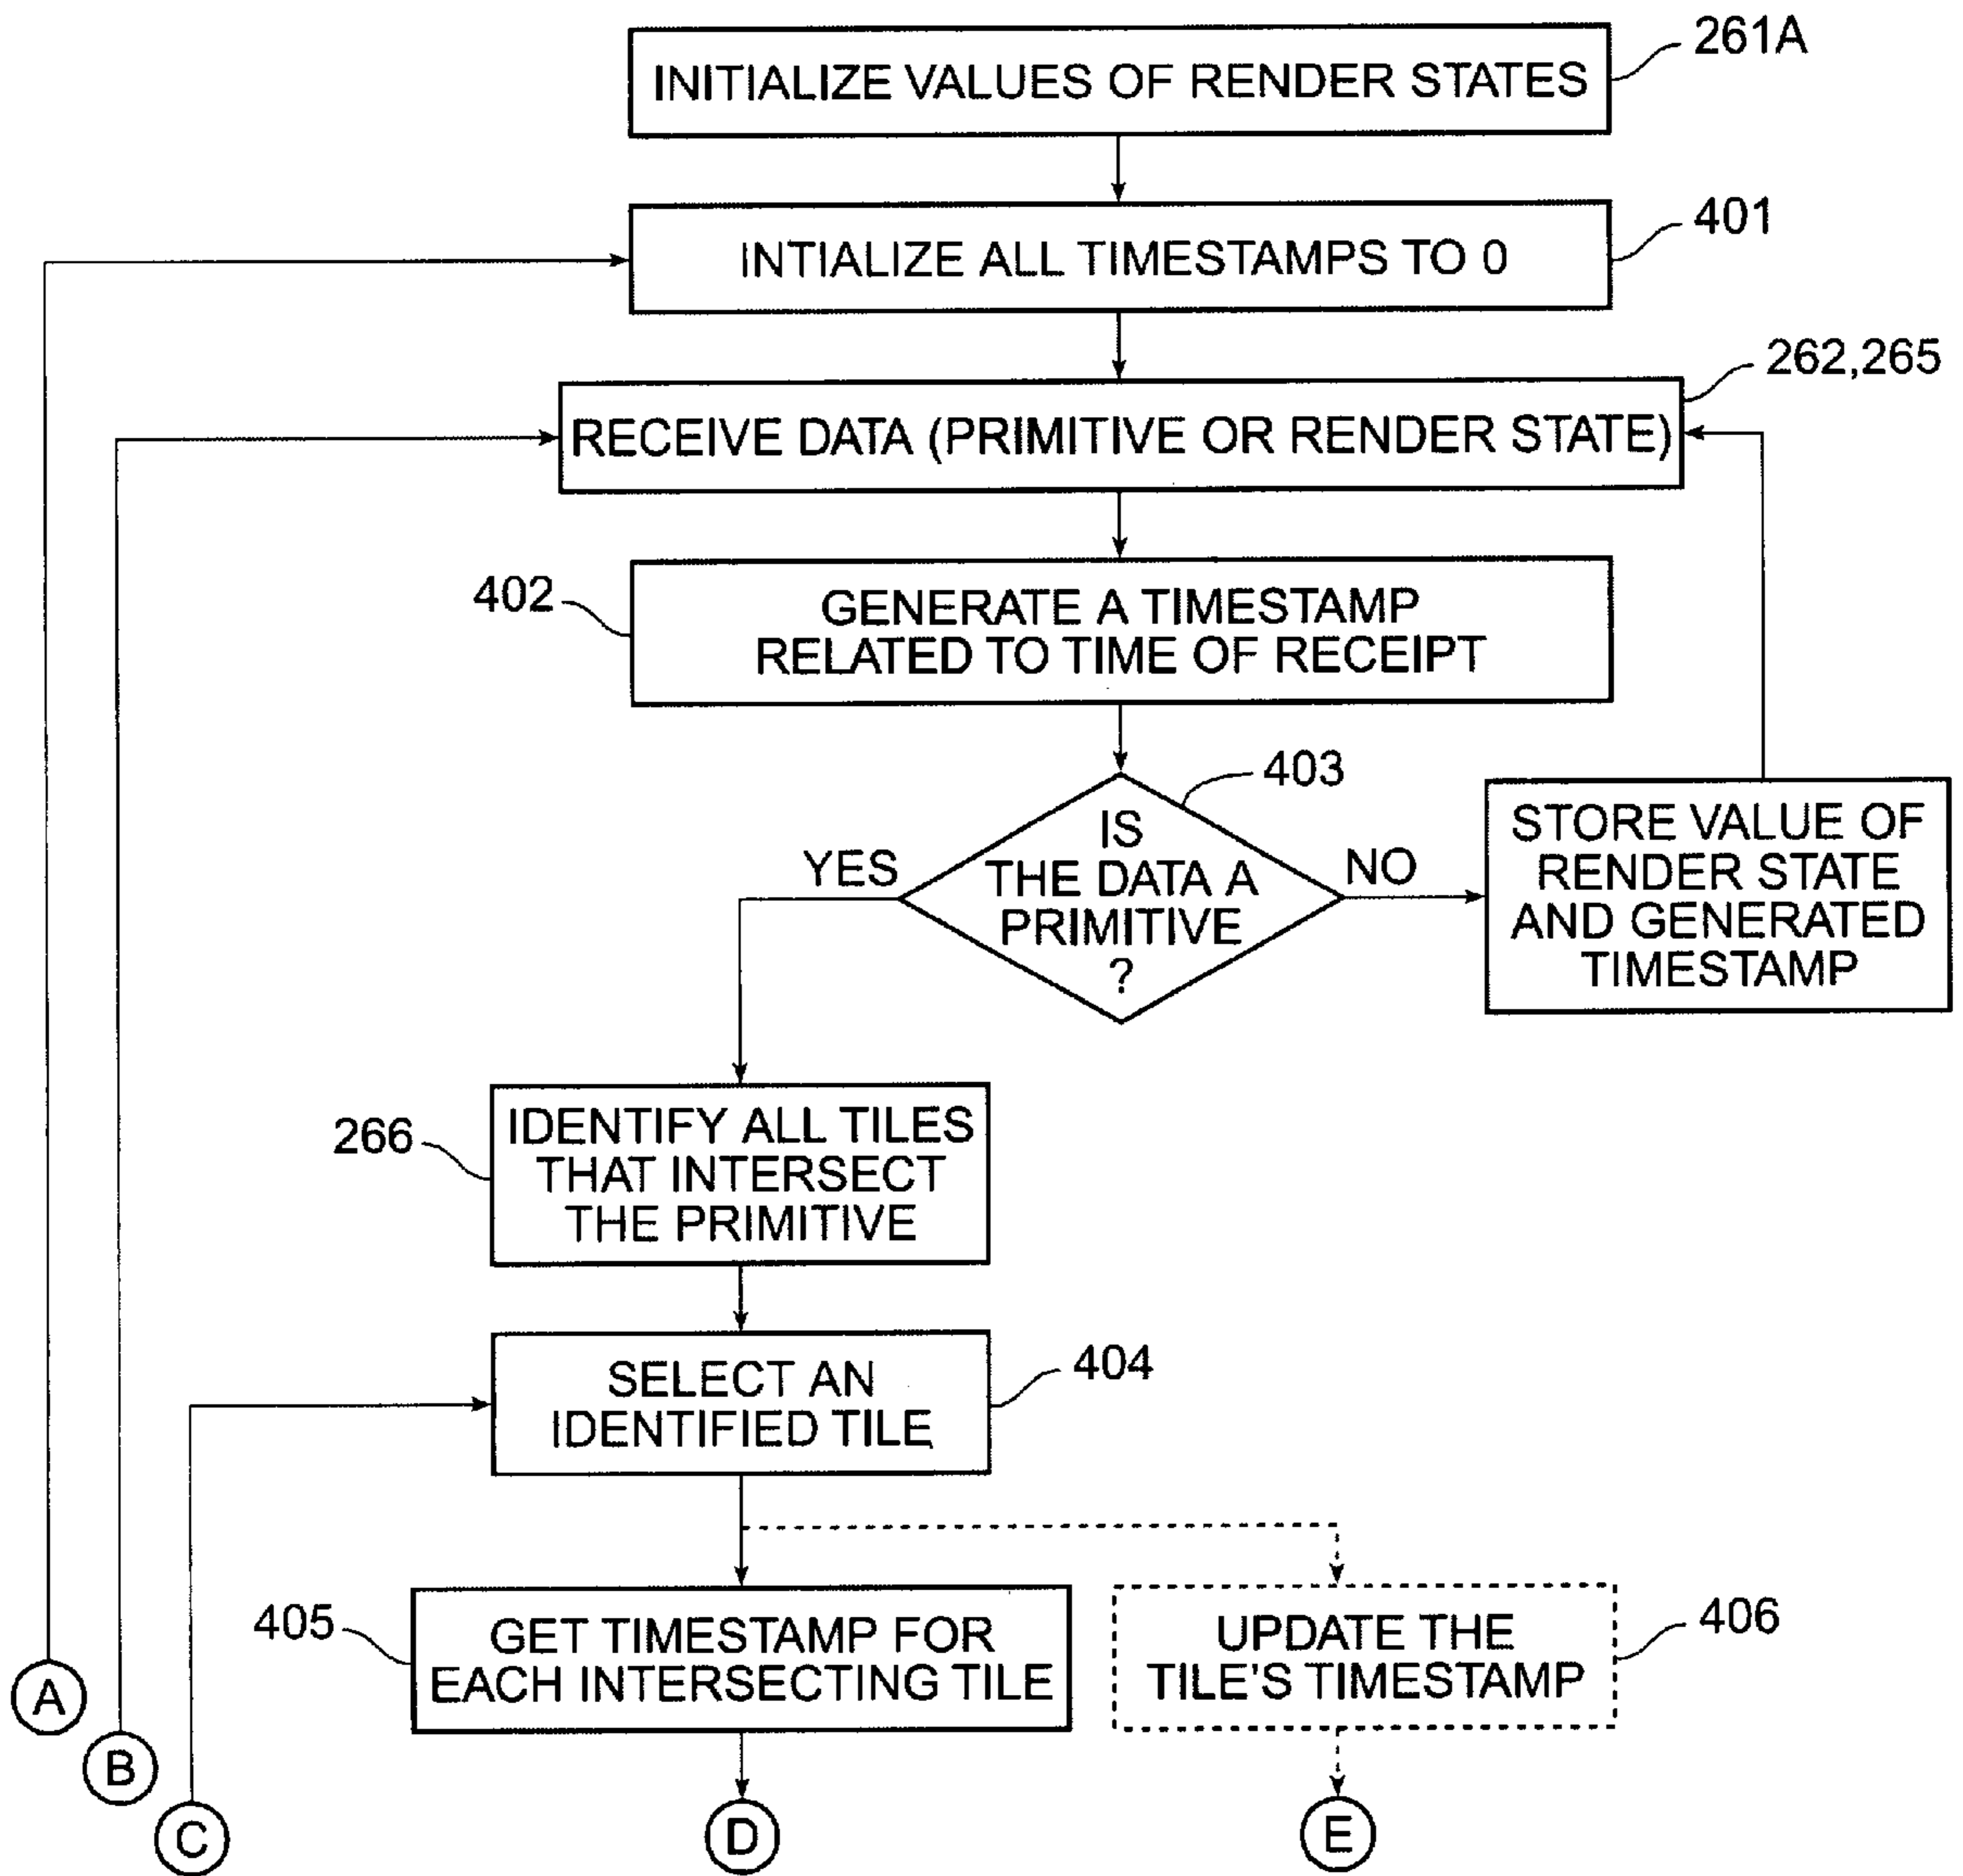 INITIALIZE VALUES OF RENDER STATES
261A
INTIALIZE ALL TIMESTAMPS TO 0
401
262,265
RECEIVE DATA (PRIMITIVE OR RENDER STATE)
402
GENERATE A TIMESTAMP
RELATED TO TIME OF RECEIPT
403
IS
THE DATA A
PRIMITIVE
?
YES
NO
STORE VALUE OF
RENDER STATE
AND GENERATED
TIMESTAMP
266
IDENTIFY ALL TILES
THAT INTERSECT
THE PRIMITIVE
404
SELECT AN
IDENTIFIED TILE
405
GET TIMESTAMP FOR
EACH INTERSECTING TILE
UPDATE THE
TILE'S TIMESTAMP
406
A
B
C
D
E